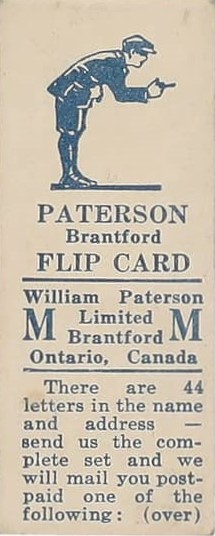 PATERSON
Brantford
FLIP CARD
William Paterson
M Limited M
Brantford
Ontario, Canada
There are 44
letters in the name
and address —
send us the com-
plete set and we
will mail you post-
paid one of the
following: (over)